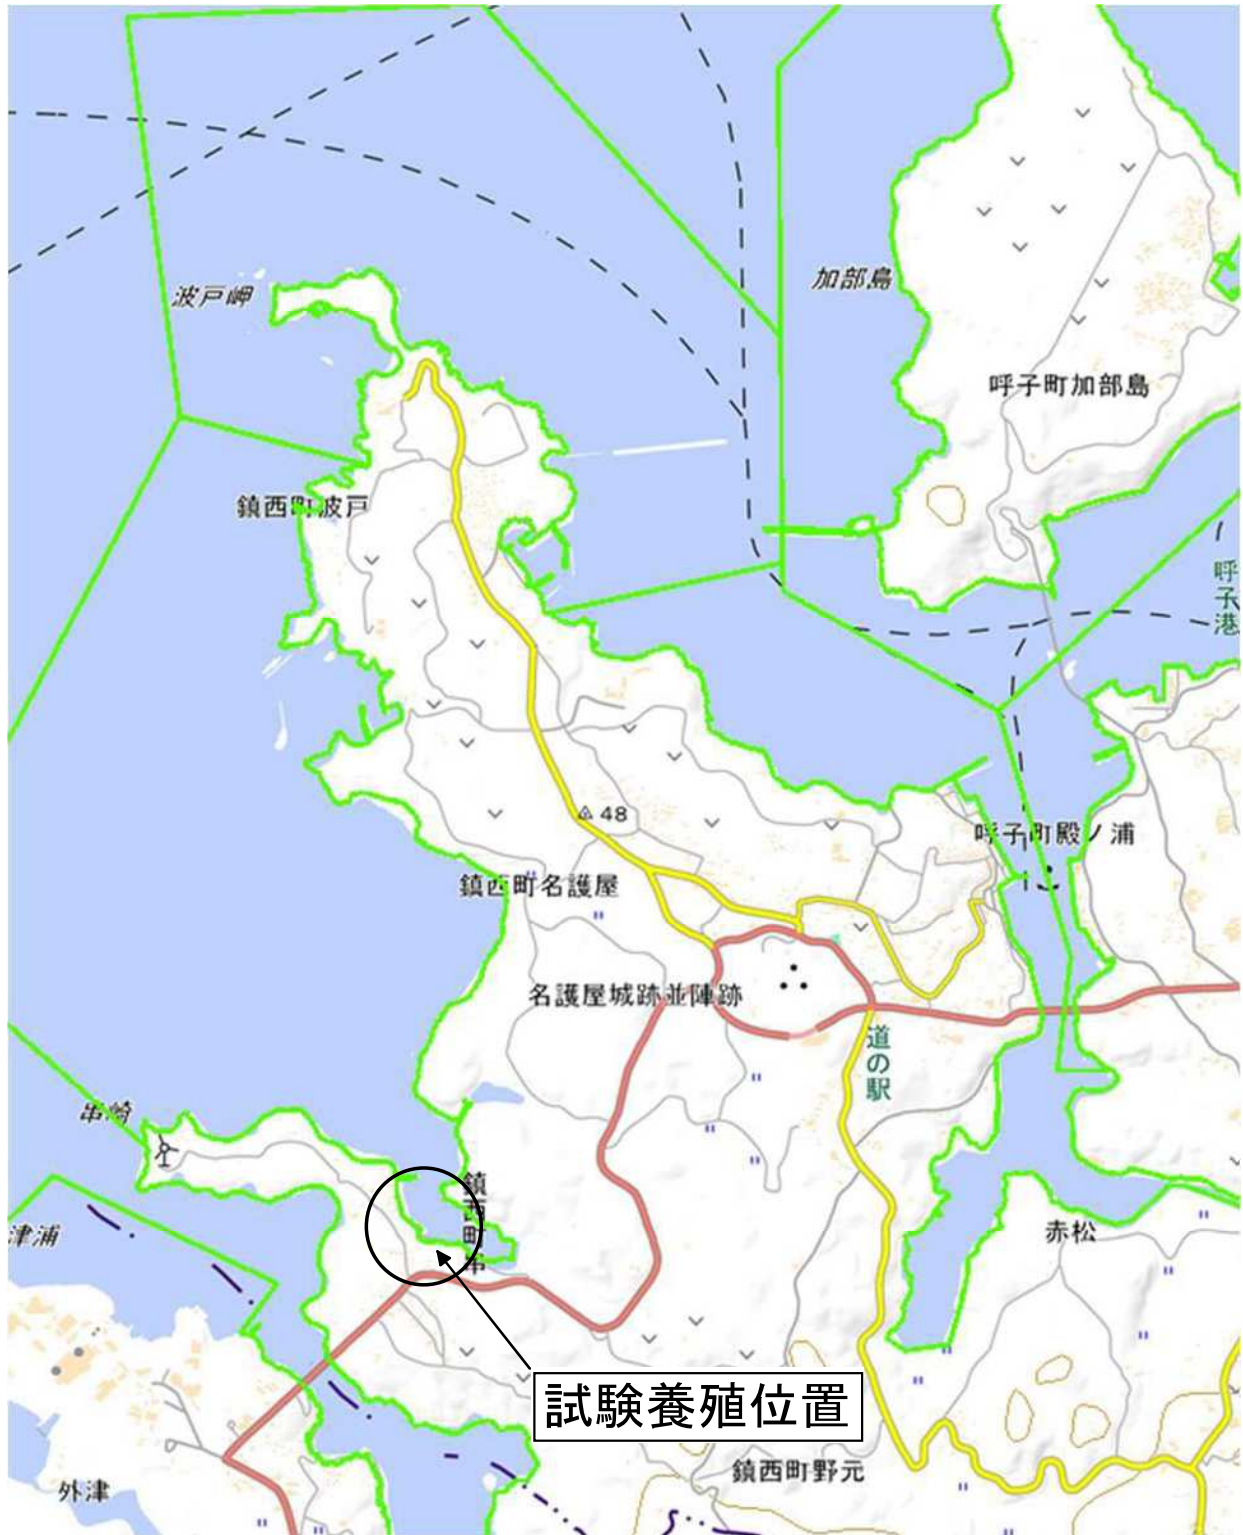 波戸岬
加部島
呼子町加部島
鎮西町波戸
呼子港
48
呼子町殿ノ浦
鎮西町名護屋
名護屋城跡並陣跡
道の駅
串崎
鎮西町串
津浦
赤松
試験養殖位置
鎮西町野元
外津